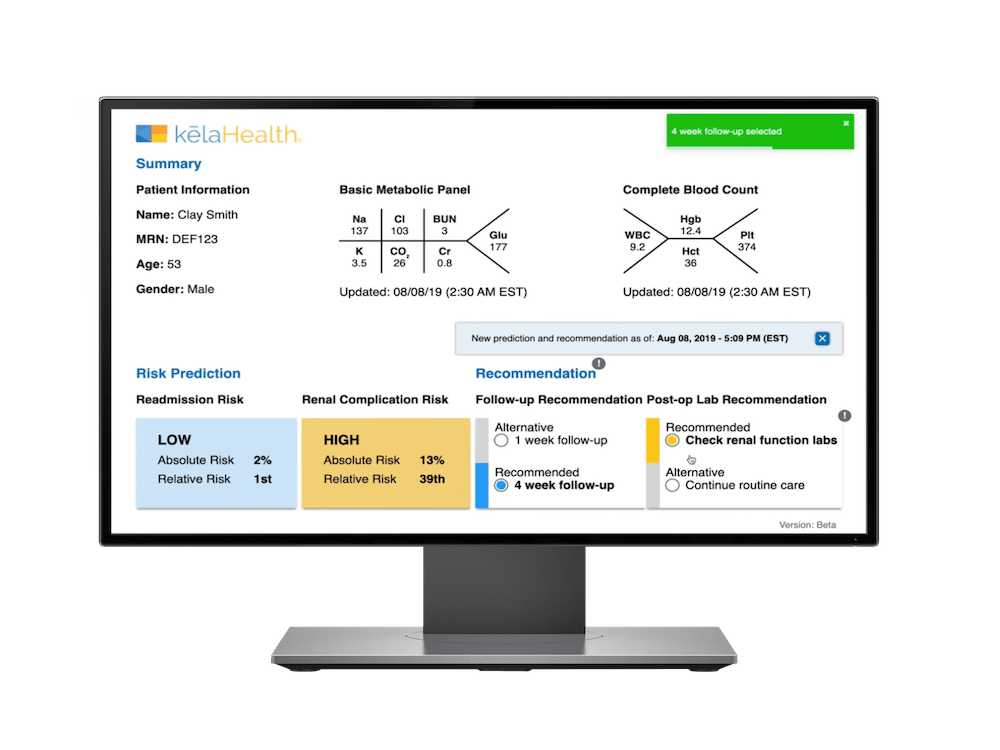 kēlaHealth
4 week follow-up selected
Summary
Patient Information
Name: Clay Smith
MRN: DEF123
Age: 53
Gender: Male
Basic Metabolic Panel
Na
137
Cl
103
BUN
3
Glu
177
K
3.5
CO₂
26
Cr
0.8
Updated: 08/08/19 (2:30 AM EST)
Complete Blood Count
WBC
9.2
Hgb
12.4
Hct
36
Plt
374
Updated: 08/08/19 (2:30 AM EST)
New prediction and recommendation as of: Aug 08, 2019 - 5:09 PM (EST)
Risk Prediction
Readmission Risk
LOW
Absolute Risk 2%
Relative Risk 1st
Renal Complication Risk
HIGH
Absolute Risk 13%
Relative Risk 39th
Recommendation
Follow-up Recommendation
Alternative
1 week follow-up
Recommended
4 week follow-up
Post-op Lab Recommendation
Recommended
Check renal function labs
Alternative
Continue routine care
Version: Beta